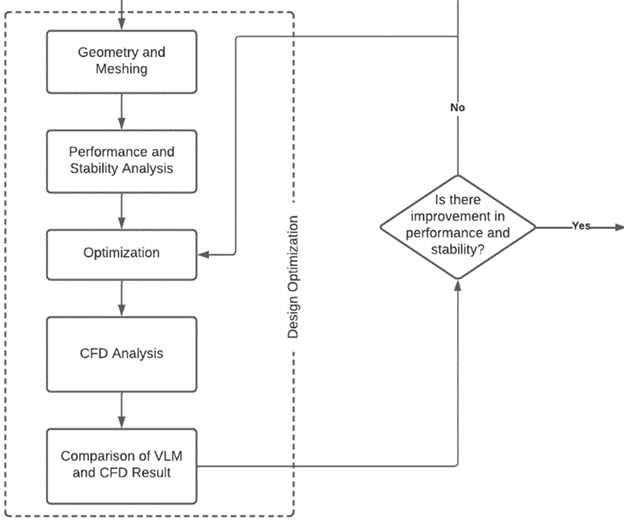 Geometry and
Meshing
Performance and
Stability Analysis
Optimization
CFD Analysis
Comparison of VLM
and CFD Result
Design Optimization
No
Is there
improvement in
performance and
stability?
Yes